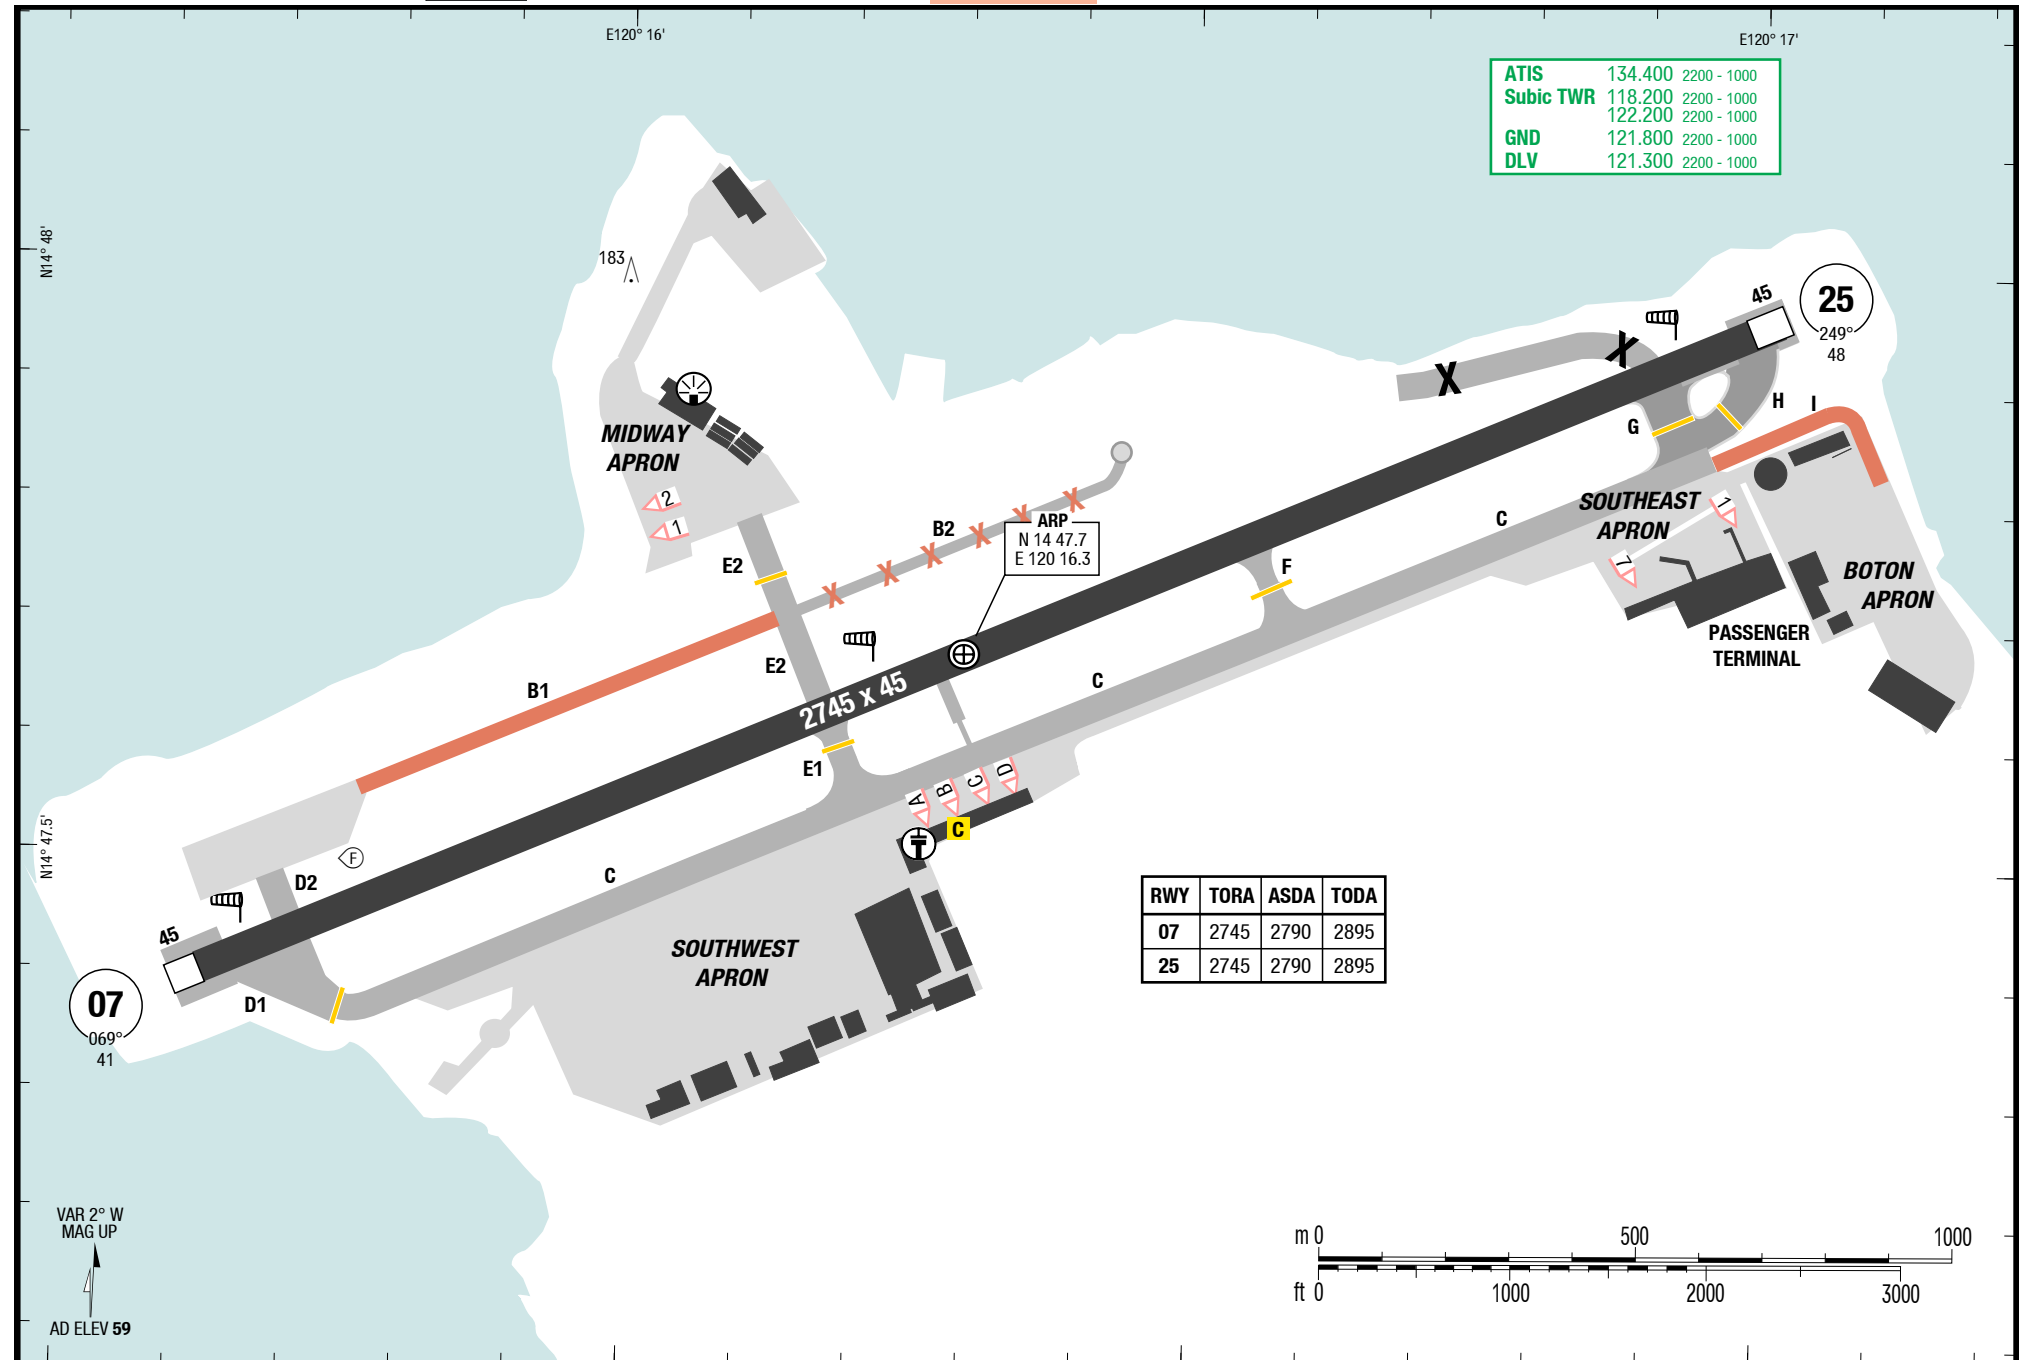 E120° 16'
E120° 17'
ATIS 134.400 2200 - 1000
Subic TWR 118.200 2200 - 1000
122.200 2200 - 1000
GND 121.800 2200 - 1000
DLV 121.300 2200 - 1000
N14° 48'
183
45
25
249°
48
MIDWAY
APRON
2
1
H
I
G
SOUTHEAST
APRON
1
7
C
B2
ARP
N 14 47.7
E 120 16.3
E2
F
BOTON
APRON
PASSENGER
TERMINAL
E2
B1
2745 x 45
C
E1
A
B
C
D
C
N14° 47.5'
F
D2
C
45
D1
07
069°
41
SOUTHWEST
APRON
RWY TORA ASDA TODA
07 2745 2790 2895
25 2745 2790 2895
VAR 2° W
MAG UP
AD ELEV 59
m 0 500 1000
ft 0 1000 2000 3000